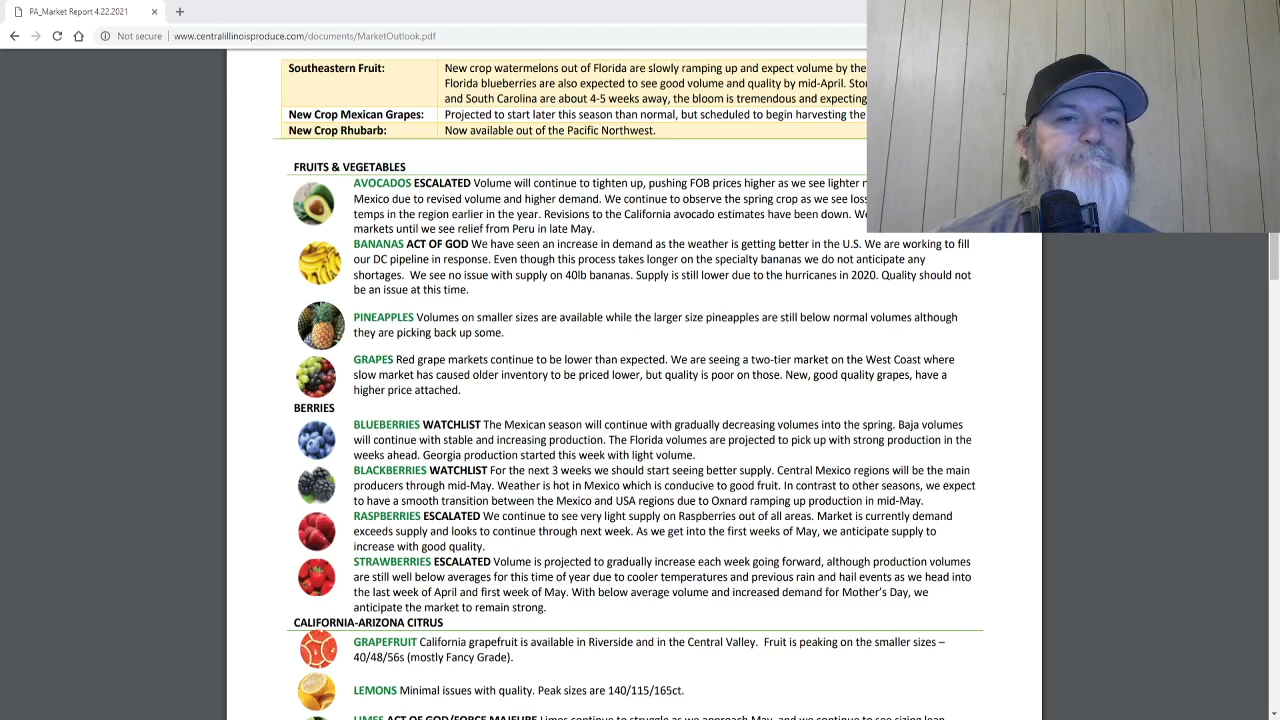 PA_Market Report 4.22.2021
Not secure | www.centralillinoisproduce.com/documents/MarketOutlook.pdf
Southeastern Fruit: New crop watermelons out of Florida are slowly ramping up and expect volume by the
Florida blueberries are also expected to see good volume and quality by mid-April. Sto
and South Carolina are about 4-5 weeks away, the bloom is tremendous and expecting
New Crop Mexican Grapes: Projected to start later this season than normal, but scheduled to begin harvesting the
New Crop Rhubarb: Now available out of the Pacific Northwest.
FRUITS & VEGETABLES
AVOCADOS ESCALATED Volume will continue to tighten up, pushing FOB prices higher as we see lighter
Mexico due to revised volume and higher demand. We continue to observe the spring crop as we see loss
temps in the region earlier in the year. Revisions to the California avocado estimates have been down. W
markets until we see relief from Peru in late May.
BANANAS ACT OF GOD We have seen an increase in demand as the weather is getting better in the U.S. We are working to fill
our DC pipeline in response. Even though this process takes longer on the specialty bananas we do not anticipate any
shortages. We see no issue with supply on 40lb bananas. Supply is still lower due to the hurricanes in 2020. Quality should not
be an issue at this time.
PINEAPPLES Volumes on smaller sizes are available while the larger size pineapples are still below normal volumes although
they are picking back up some.
GRAPES Red grape markets continue to be lower than expected. We are seeing a two-tier market on the West Coast where
slow market has caused older inventory to be priced lower, but quality is poor on those. New, good quality grapes, have a
higher price attached.
BERRIES
BLUEBERRIES WATCHLIST The Mexican season will continue with gradually decreasing volumes into the spring. Baja volumes
will continue with stable and increasing production. The Florida volumes are projected to pick up with strong production in the
weeks ahead. Georgia production started this week with light volume.
BLACKBERRIES WATCHLIST For the next 3 weeks we should start seeing better supply. Central Mexico regions will be the main
producers through mid-May. Weather is hot in Mexico which is conducive to good fruit. In contrast to other seasons, we expect
to have a smooth transition between the Mexico and USA regions due to Oxnard ramping up production in mid-May.
RASPBERRIES ESCALATED We continue to see very light supply on Raspberries out of all areas. Market is currently demand
exceeds supply and looks to continue through next week. As we get into the first weeks of May, we anticipate supply to
increase with good quality.
STRAWBERRIES ESCALATED Volume is projected to gradually increase each week going forward, although production volumes
are still well below averages for this time of year due to cooler temperatures and previous rain and hail events as we head into
the last week of April and first week of May. With below average volume and increased demand for Mother's Day, we
anticipate the market to remain strong.
CALIFORNIA-ARIZONA CITRUS
GRAPEFRUIT California grapefruit is available in Riverside and in the Central Valley. Fruit is peaking on the smaller sizes –
40/48/56s (mostly Fancy Grade).
LEMONS Minimal issues with quality. Peak sizes are 140/115/165ct.
LIMES ACT OF GOD/FORCE MAJEURE Limes continue to struggle as we approach May, and we continue to see sizing lean